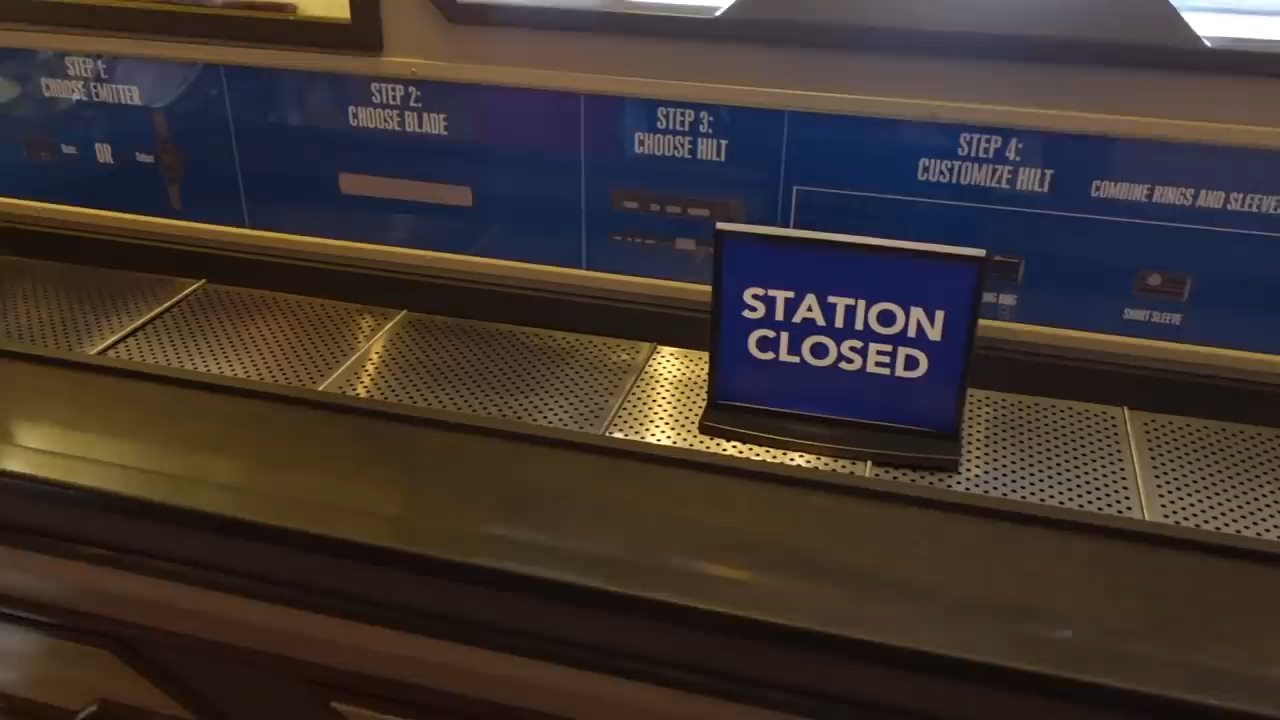 STEP 1:
CHOOSE EMITTER
OR
STEP 2:
CHOOSE BLADE
STEP 3:
CHOOSE HILT
STEP 4:
CUSTOMIZE HILT
COMBINE RINGS AND SLEEVE
SHORT SLEEVE
STATION
CLOSED